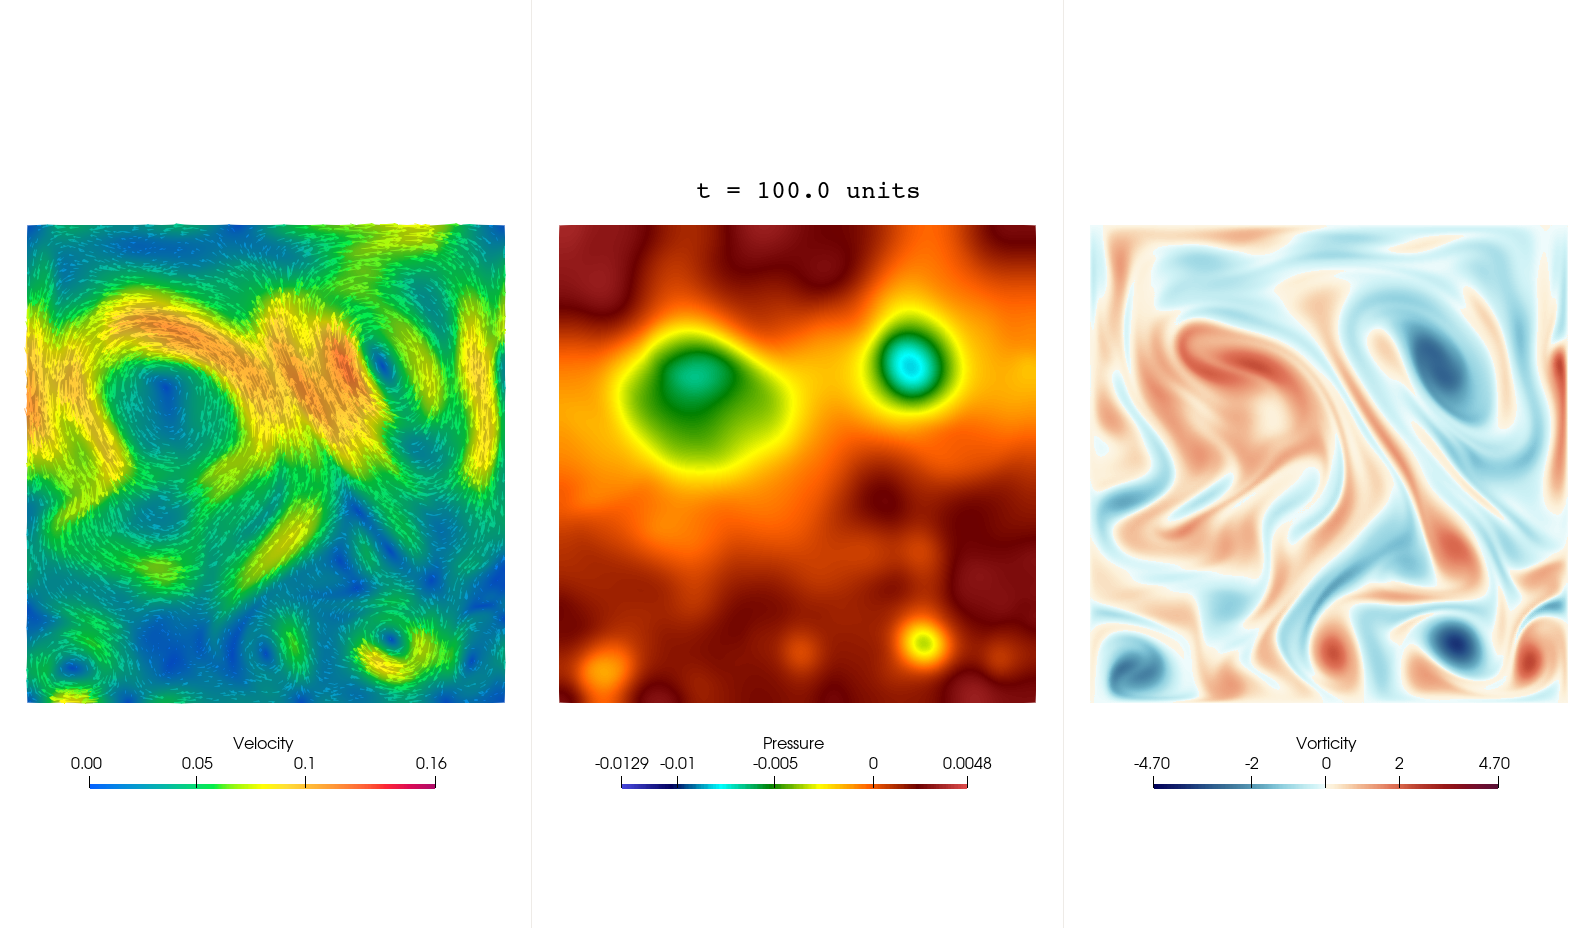 t = 100.0 units
Velocity
0.00 0.05 0.1 0.16
Pressure
-0.0129 -0.01 -0.005 0 0.0048
Vorticity
-4.70 -2 0 2 4.70